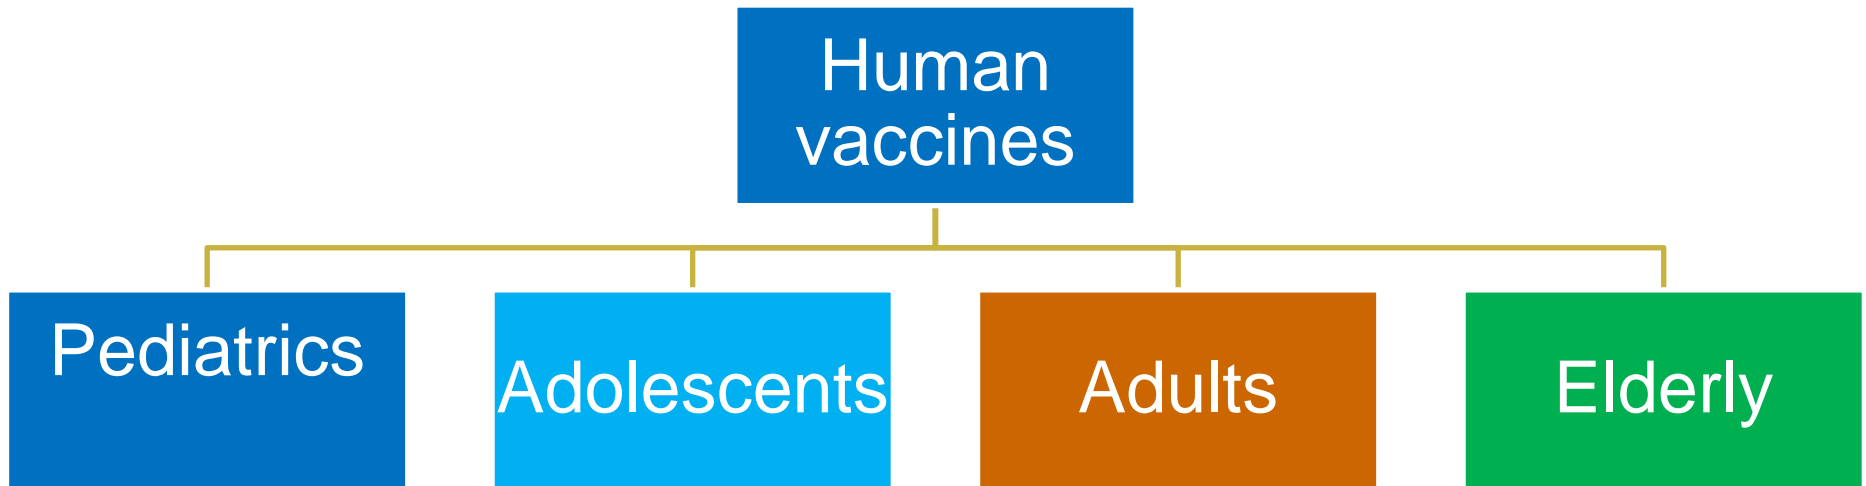 Human
vaccines
Pediatrics
Adolescents
Adults
Elderly